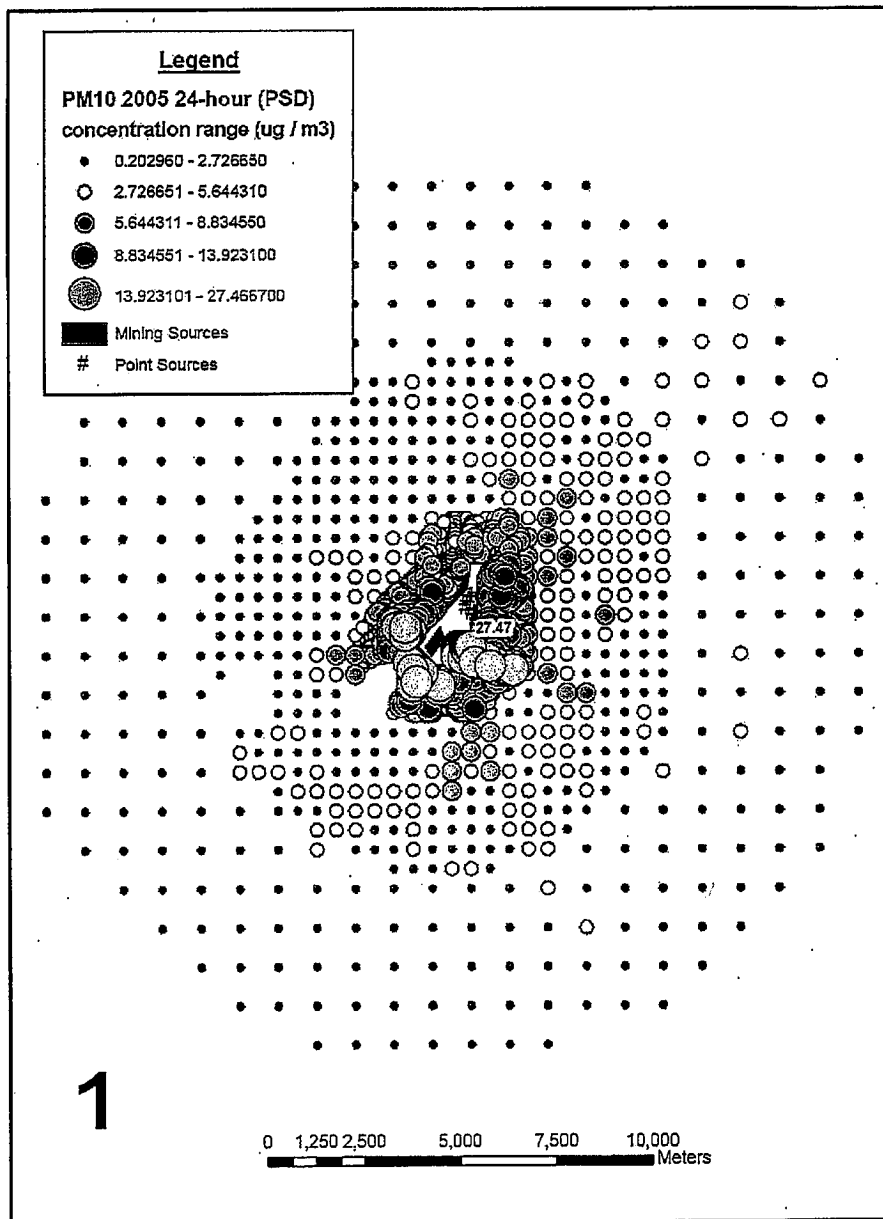 Legend
PM10 2005 24-hour (PSD)
concentration range (ug / m3)
0.202960 - 2.726650
2.726651 - 5.644310
5.644311 - 8.834550
8.834551 - 13.923100
13.923101 - 27.466700
Mining Sources
# Point Sources
27.47
1
0 1,250 2,500 5,000 7,500 10,000
Meters